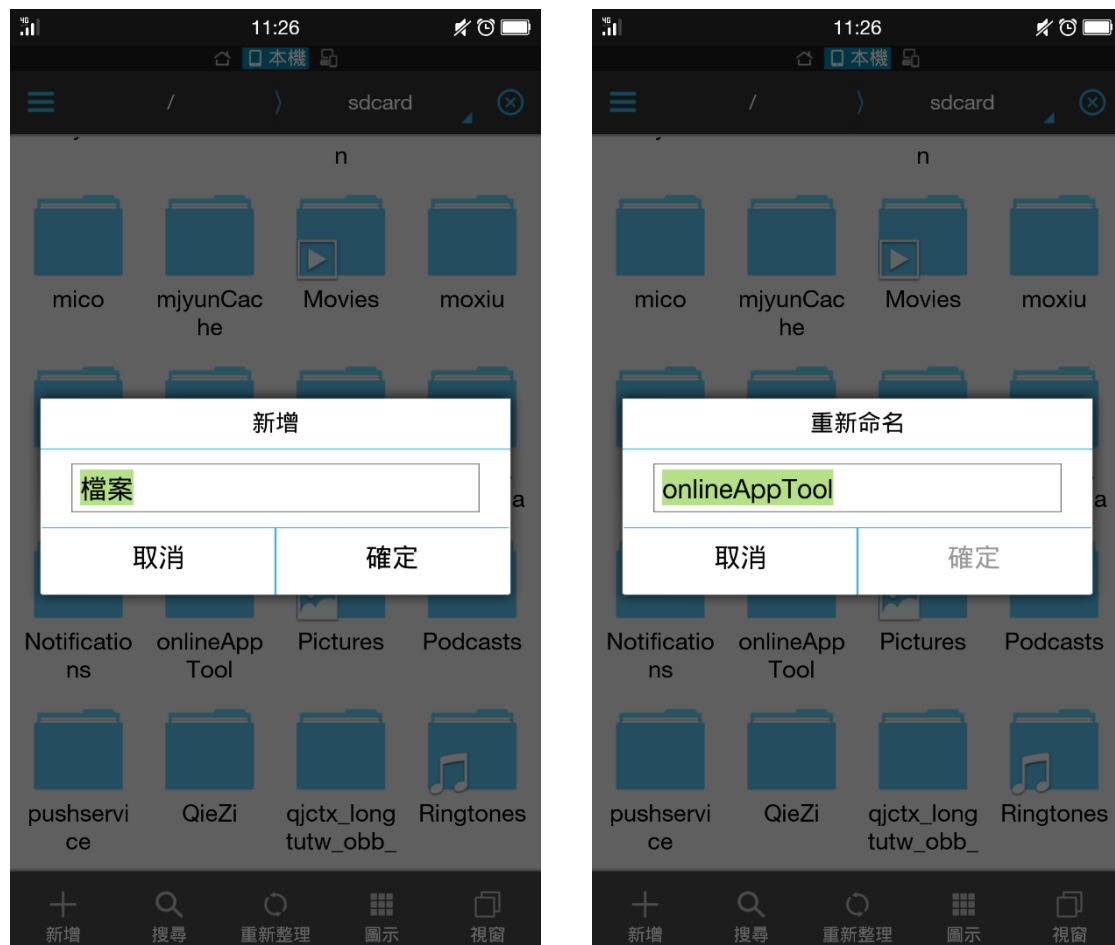 4G
11:26
本機
/
sdcard
n
mico
mjyunCac
he
Movies
moxiu
新增
檔案
a
取消
確定
Notificatio
ns
onlineApp
Tool
Pictures
Podcasts
pushservi
ce
QieZi
qjctx_long
tutw_obb_
Ringtones
新增
搜尋
重新整理
圖示
視窗
4G
11:26
本機
/
sdcard
n
mico
mjyunCac
he
Movies
moxiu
重新命名
onlineAppTool
a
取消
確定
Notificatio
ns
onlineApp
Tool
Pictures
Podcasts
pushservi
ce
QieZi
qjctx_long
tutw_obb_
Ringtones
新增
搜尋
重新整理
圖示
視窗